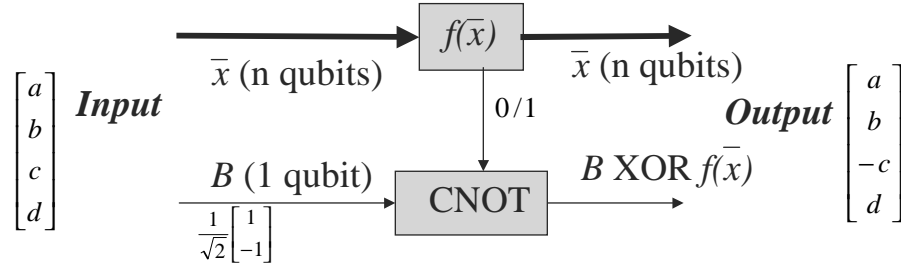 f(x̅)
x̅ (n qubits)
x̅ (n qubits)
[a b c d]
Input
0/1
Output
[a b −c d]
B (1 qubit)
CNOT
B XOR f(x̅)
1/√2 [1 −1]